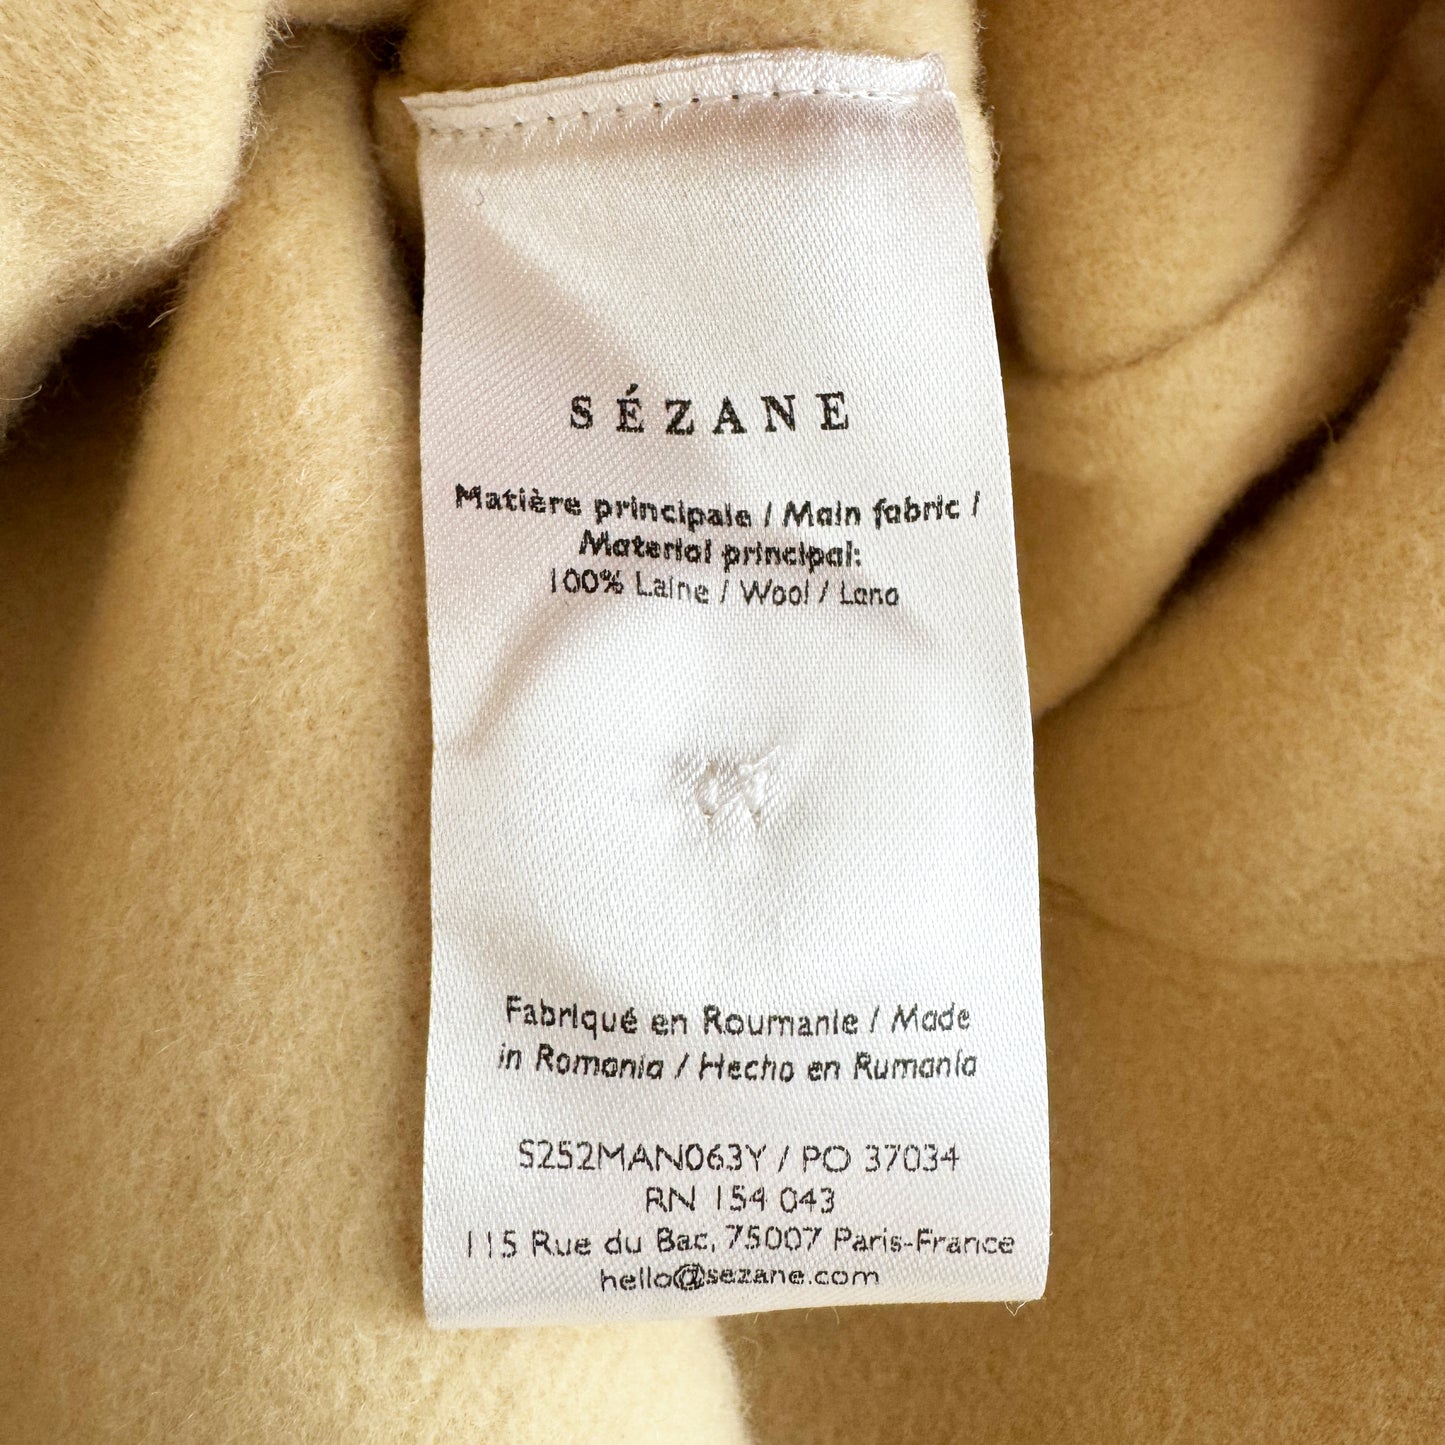 SÉZANE
Matière principale / Main fabric /
Material principal:
100% Laine / Wool / Lana
Fabriqué en Roumanie / Made
in Romania / Hecho en Rumanía
S252MAN063Y / PO 37034
RN 154 043
115 Rue du Bac, 75007 Paris-France
hello@sezane.com